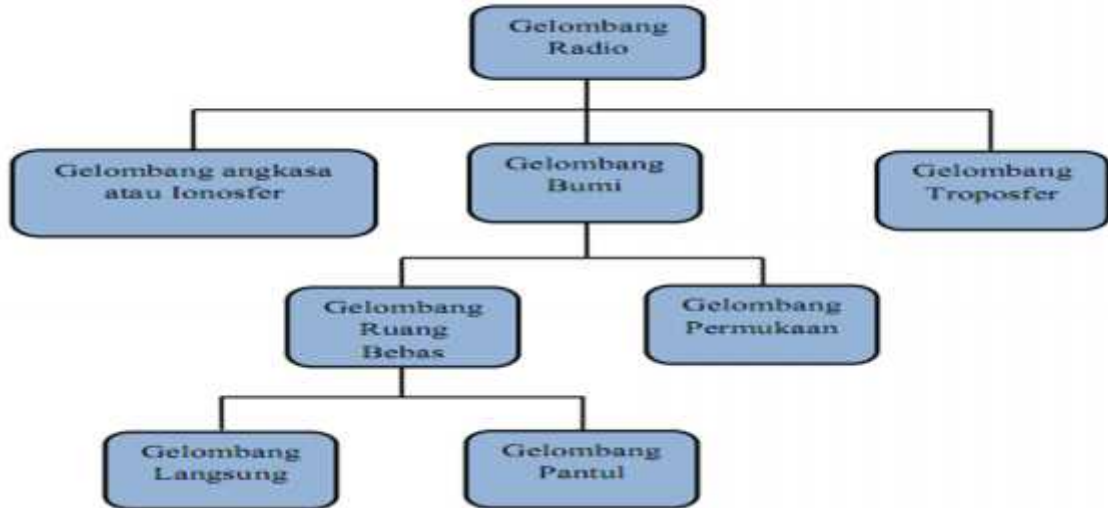 Gelombang
Radio
Gelombang angkasa
atau Ionosfer
Gelombang
Bumi
Gelombang
Troposfer
Gelombang
Ruang
Bebas
Gelombang
Permukaan
Gelombang
Langsung
Gelombang
Pantul